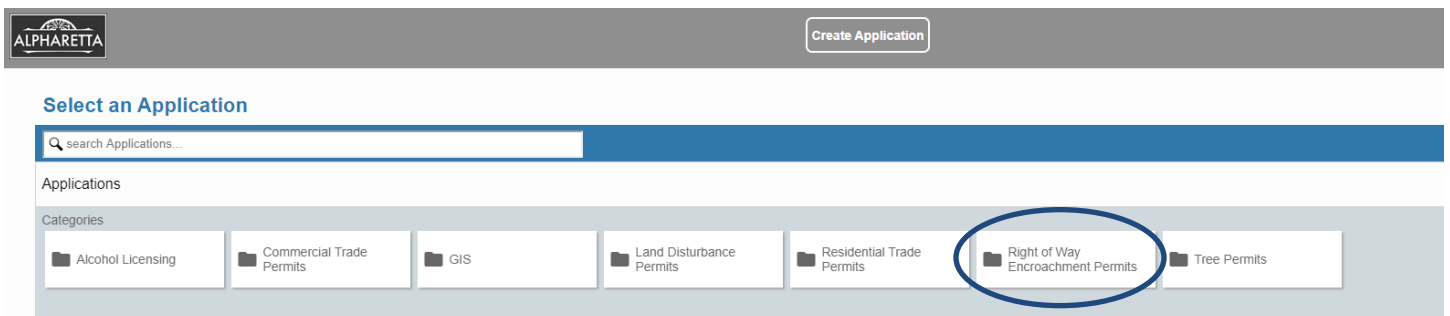 ALPHARETTA
Create Application
Select an Application
search Applications...
Applications
Categories
Alcohol Licensing
Commercial Trade
Permits
GIS
Land Disturbance
Permits
Residential Trade
Permits
Right of Way
Encroachment Permits
Tree Permits